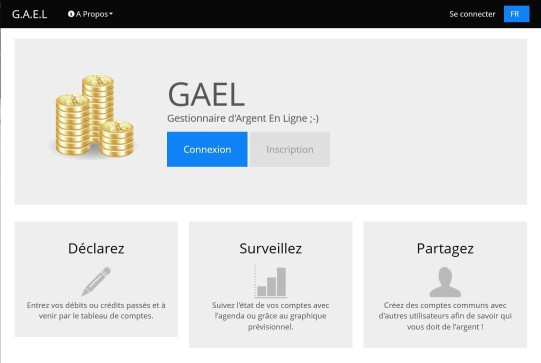 G.A.E.L
A Propos
Se connecter
FR
GAEL
Gestionnaire d'Argent En Ligne ;-)
Connexion
Inscription
Déclarez
Entrez vos débits ou crédits passés et à
venir par le tableau de comptes.
Surveillez
Suivez l'état de vos comptes avec
l'agenda ou grâce au graphique
prévisionnel.
Partagez
Créez des comptes communs avec
d'autres utilisateurs afin de savoir qui
vous doit de l'argent !